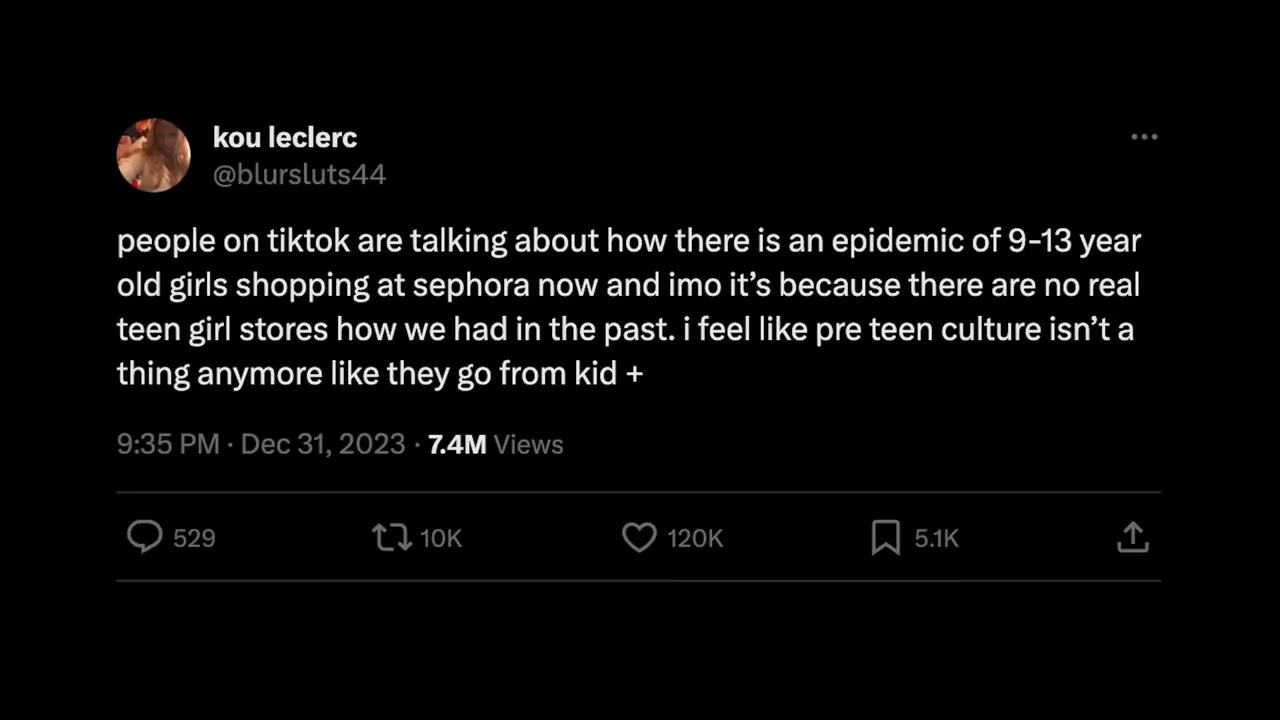 kou leclerc
@blursluts44
people on tiktok are talking about how there is an epidemic of 9-13 year
old girls shopping at sephora now and imo it’s because there are no real
teen girl stores how we had in the past. i feel like pre teen culture isn’t a
thing anymore like they go from kid +
9:35 PM · Dec 31, 2023 · 7.4M Views
529 10K 120K 5.1K